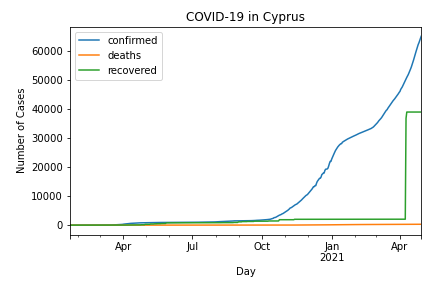 COVID-19 in Cyprus
confirmed
deaths
recovered
60000
50000
40000
30000
20000
10000
0
Number of Cases
Apr Jul Oct Jan Apr
2021
Day